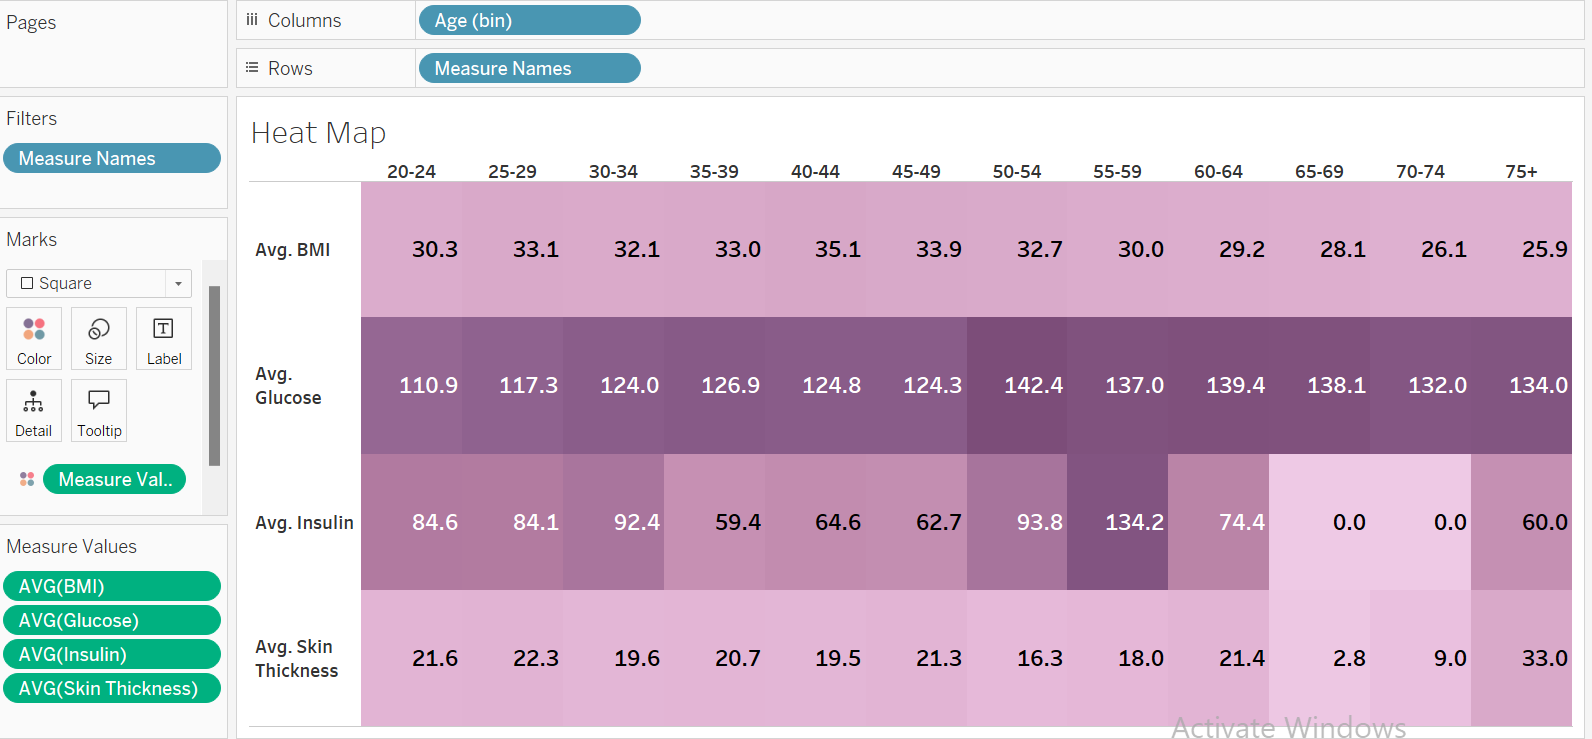 Pages
Columns Age (bin)
Rows Measure Names
Filters
Measure Names
Marks
Square
Color Size Label
Detail Tooltip
Measure Val..
Measure Values
AVG(BMI)
AVG(Glucose)
AVG(Insulin)
AVG(Skin Thickness)
Heat Map
20-24 25-29 30-34 35-39 40-44 45-49 50-54 55-59 60-64 65-69 70-74 75+
Avg. BMI 30.3 33.1 32.1 33.0 35.1 33.9 32.7 30.0 29.2 28.1 26.1 25.9
Avg.
Glucose 110.9 117.3 124.0 126.9 124.8 124.3 142.4 137.0 139.4 138.1 132.0 134.0
Avg. Insulin 84.6 84.1 92.4 59.4 64.6 62.7 93.8 134.2 74.4 0.0 0.0 60.0
Avg. Skin
Thickness 21.6 22.3 19.6 20.7 19.5 21.3 16.3 18.0 21.4 2.8 9.0 33.0
Activate Windows